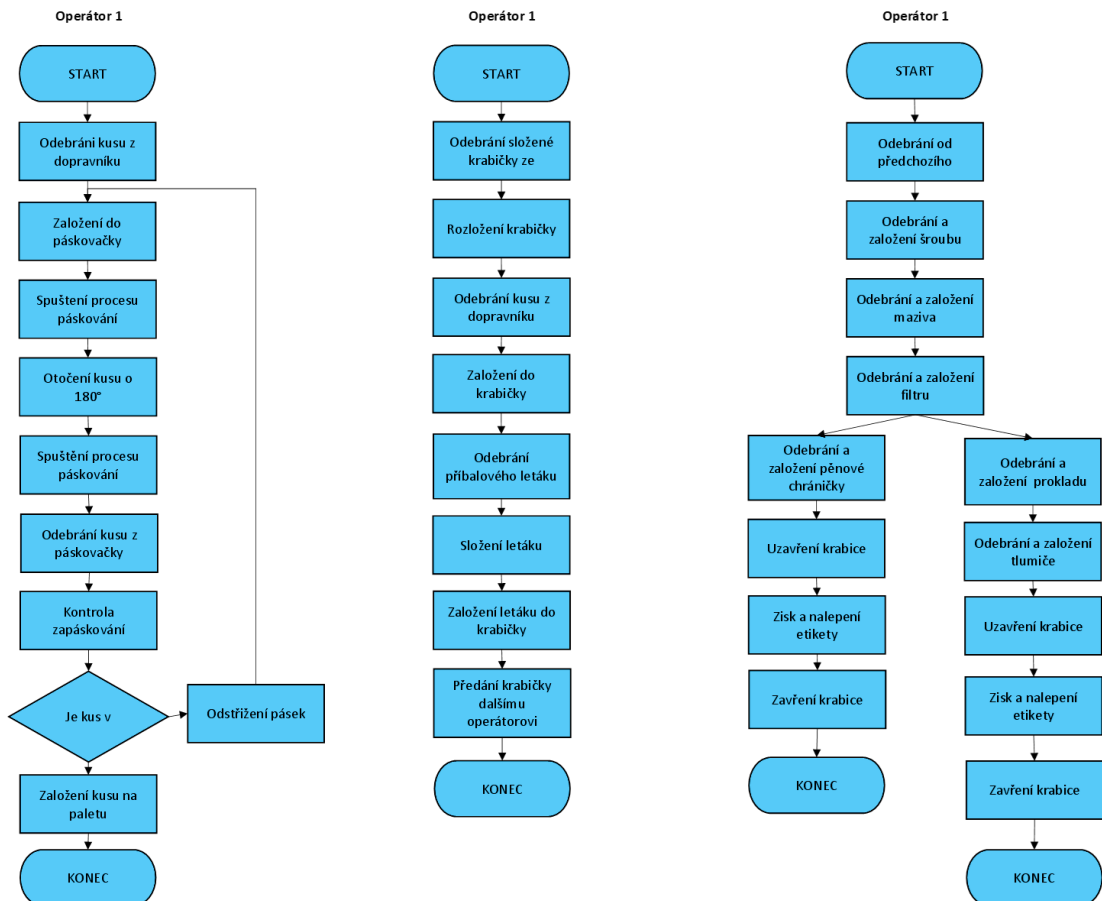 Operátor 1
START
Odebráni kusu z
dopravníku
Založení do
páskovačky
Spuštení procesu
páskování
Otočení kusu o
180°
Spuštění procesu
páskování
Odebrání kusu z
páskovačky
Kontrola
zapáskování
Je kus v
Odstřižení pásek
Založení kusu na
paletu
KONEC
Operátor 1
START
Odebrání složené
krabičky ze
Rozložení krabičky
Odebrání kusu z
dopravníku
Založení do
krabičky
Odebrání
příbalového letáku
Složení letáku
Založení letáku do
krabičky
Předání krabičky
dalšímu
operátorovi
KONEC
Operátor 1
START
Odebrání od
předchozího
Odebrání a
založení šroubu
Odebrání a založení
maziva
Odebrání a založení
filtru
Odebrání a
založení pěnové
chráničky
Uzavření krabice
Zisk a nalepení
etikety
Zavření krabice
KONEC
Odebrání a
založení prokladu
Odebrání a založení
tlumiče
Uzavření krabice
Zisk a nalepení
etikety
Zavření krabice
KONEC